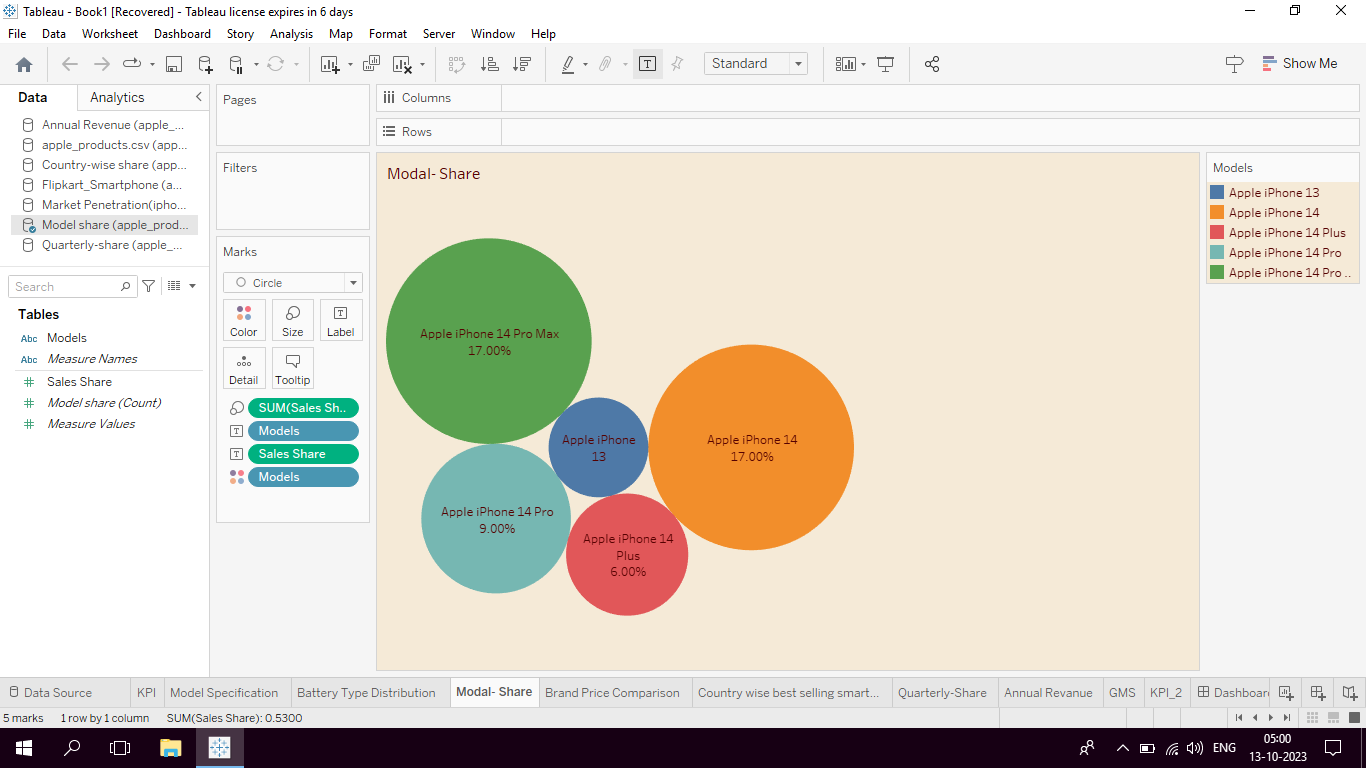 Tableau - Book1 [Recovered] - Tableau license expires in 6 days
File Data Worksheet Dashboard Story Analysis Map Format Server Window Help
Standard
Show Me
Data Analytics
Annual Revenue (apple_...
apple_products.csv (app...
Country-wise share (app...
Flipkart_Smartphone (a...
Market Penetration(ipho...
Model share (apple_prod...
Quarterly-share (apple_...
Search
Tables
Abc Models
Abc Measure Names
# Sales Share
# Model share (Count)
# Measure Values
Pages
Filters
Marks
Circle
Color Size Label
Detail Tooltip
SUM(Sales Sh..
Models
Sales Share
Models
Columns
Rows
Modal- Share
Apple iPhone 14 Pro Max
17.00%
Apple iPhone
13
Apple iPhone 14
17.00%
Apple iPhone 14 Pro
9.00%
Apple iPhone 14
Plus
6.00%
Models
Apple iPhone 13
Apple iPhone 14
Apple iPhone 14 Plus
Apple iPhone 14 Pro
Apple iPhone 14 Pro ..
Data Source KPI Model Specification Battery Type Distribution Modal- Share Brand Price Comparison Country wise best selling smart... Quarterly-Share Annual Revanue GMS KPI_2 Dashboar
5 marks 1 row by 1 column SUM(Sales Share): 0.5300
ENG
05:00
13-10-2023